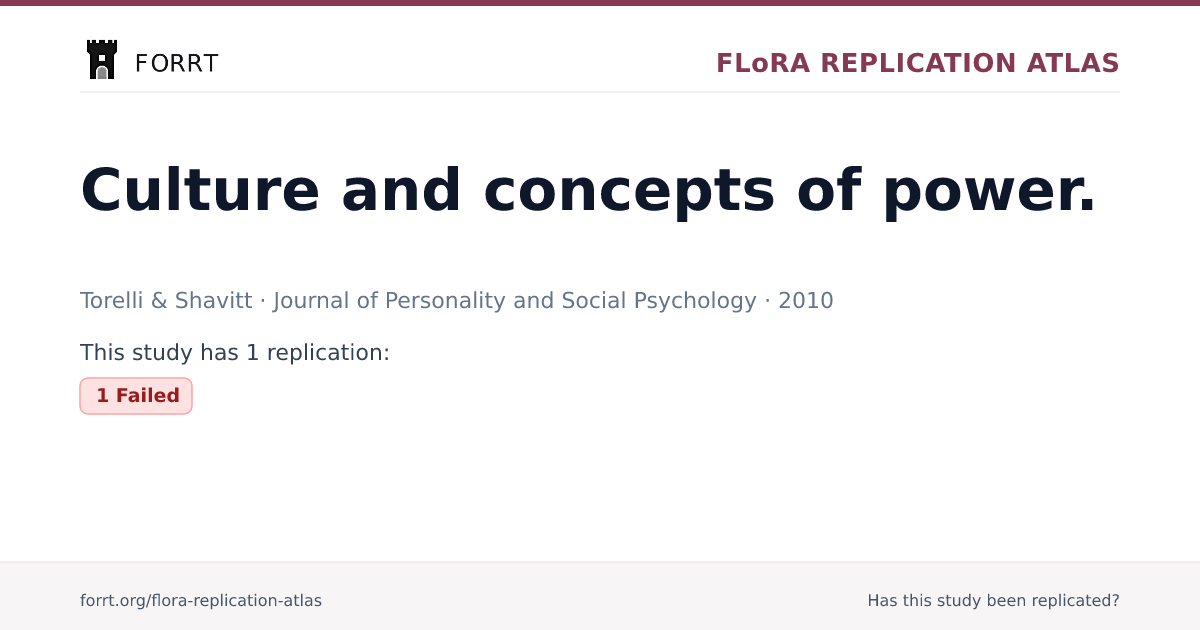 FORRT
FLoRA REPLICATION ATLAS
Culture and concepts of power.
Torelli & Shavitt · Journal of Personality and Social Psychology · 2010
This study has 1 replication:
1 Failed
forrt.org/flora-replication-atlas
Has this study been replicated?